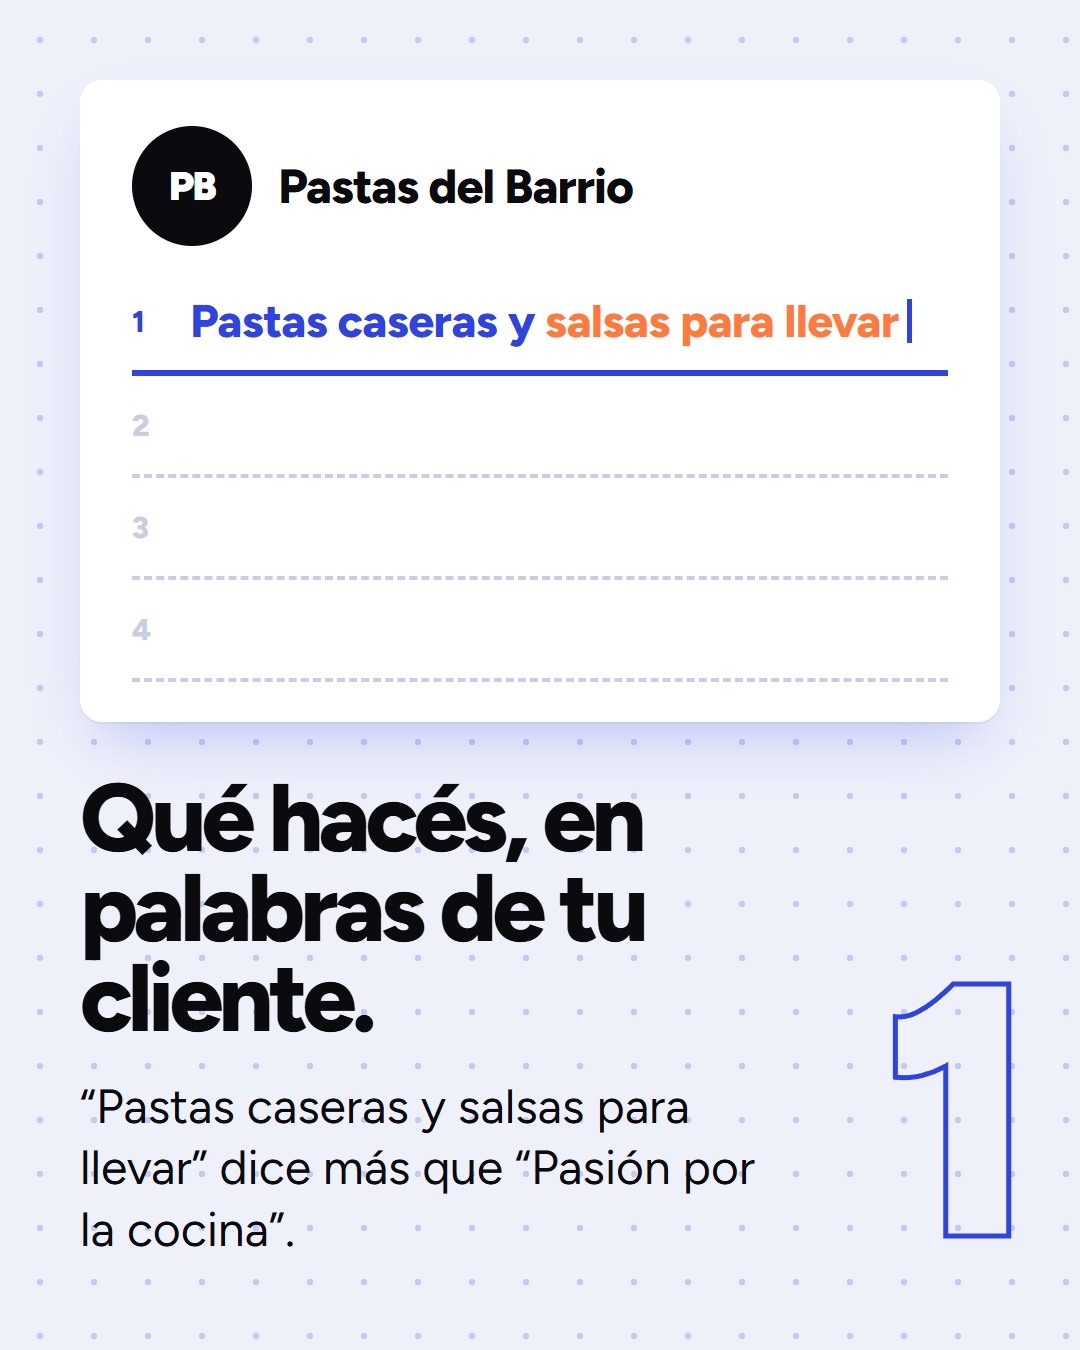 PB
Pastas del Barrio
1 Pastas caseras y salsas para llevar
2
3
4
Qué hacés, en
palabras de tu
cliente.
“Pastas caseras y salsas para
llevar” dice más que “Pasión por
la cocina”.
1